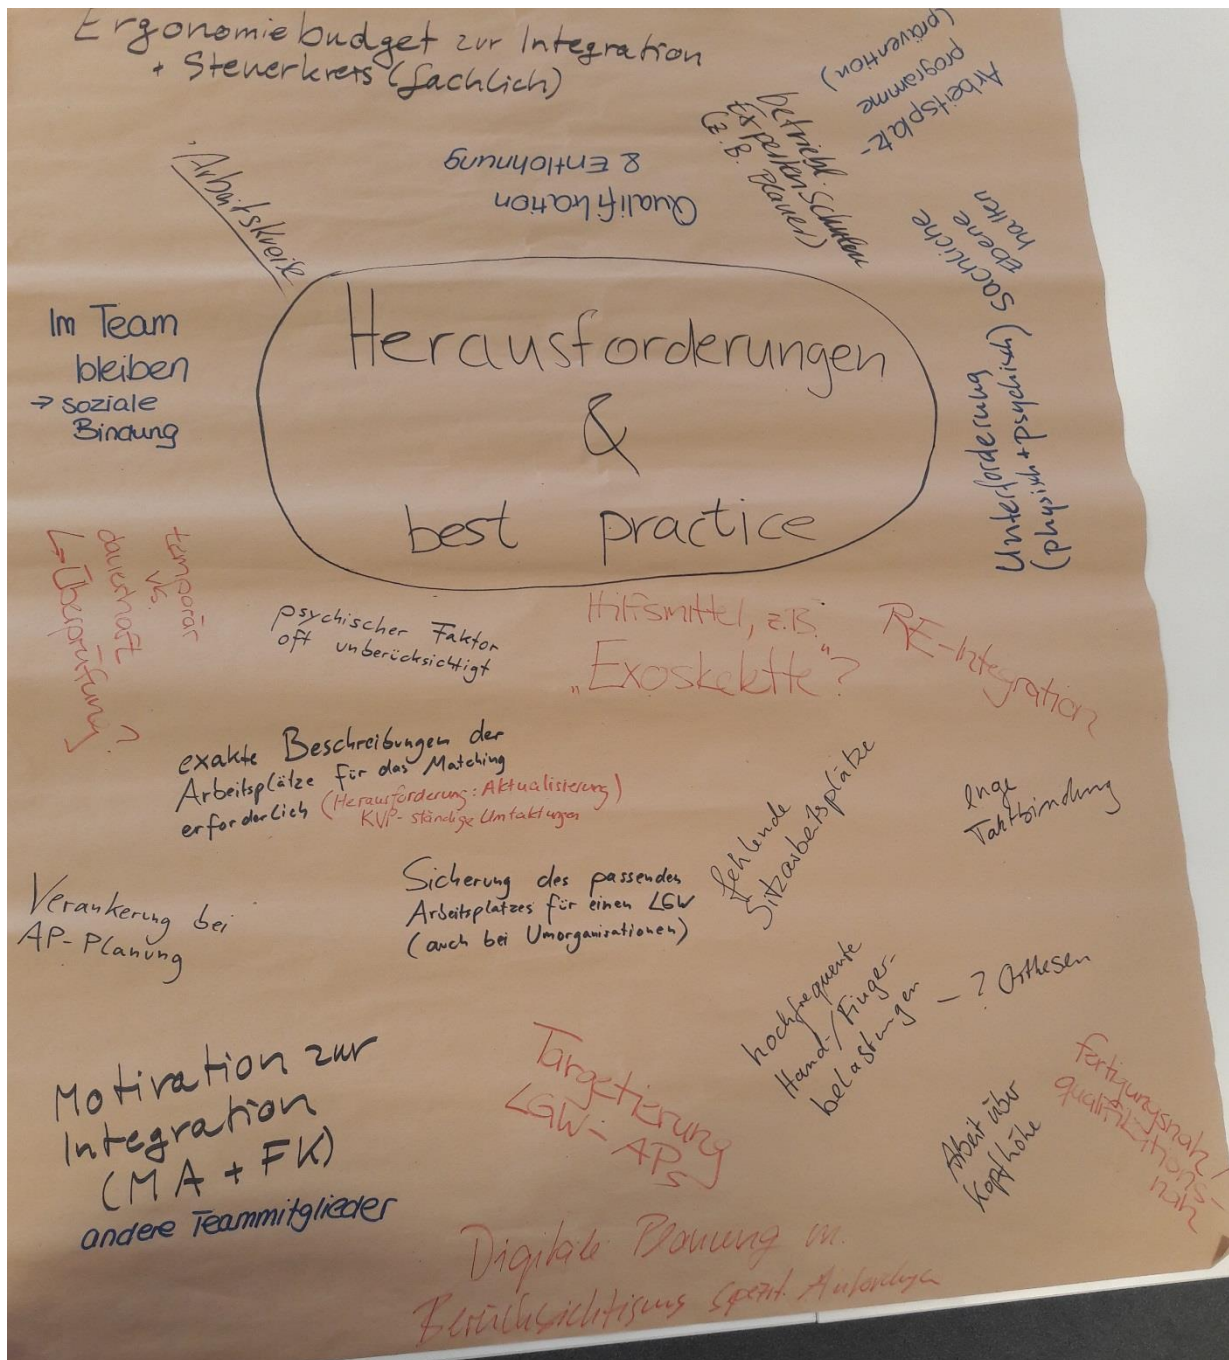 Ergonomiebudget zur Integration
+ Steuerkreis (fachlich)
Arbeitsplatz-
programme
(prävention)
betriebl.
Experten schulen
(z.B. Planer)
Qualifikation
& Entlohnung
Arbeitskreise
sachliche
Ebene
halten
Im Team
bleiben
→ soziale
Bindung
Herausforderungen
&
best practice
Unterforderung
(physisch + psychisch)
temporär
vs.
dauerhaft
↳ Überprüfung?
psychischer Faktor
oft unberücksichtigt
Hilfsmittel, z.B.
„Exoskelette“?
RE-Integration
exakte Beschreibungen der
Arbeitsplätze für das Matching
erforderlich (Herausforderung: Aktualisierung)
KVP- ständige Umtaktungen
fehlende
Sitzarbeitsplätze
enge
Taktbindung
Verankerung bei
AP-Planung
Sicherung des passenden
Arbeitsplatzes für einen LGW
(auch bei Umorganisationen)
hochfrequente
Hand-/Finger-
belastungen – ? Orthesen
Motivation zur
Integration
(MA + FK)
andere Teammitglieder
Targetierung
LGW-APs
Arbeit über
Kopfhöhe
fertigungsnah/
qualifikations-
nah
Digitale Planung m.
Berücksichtigung spezif.